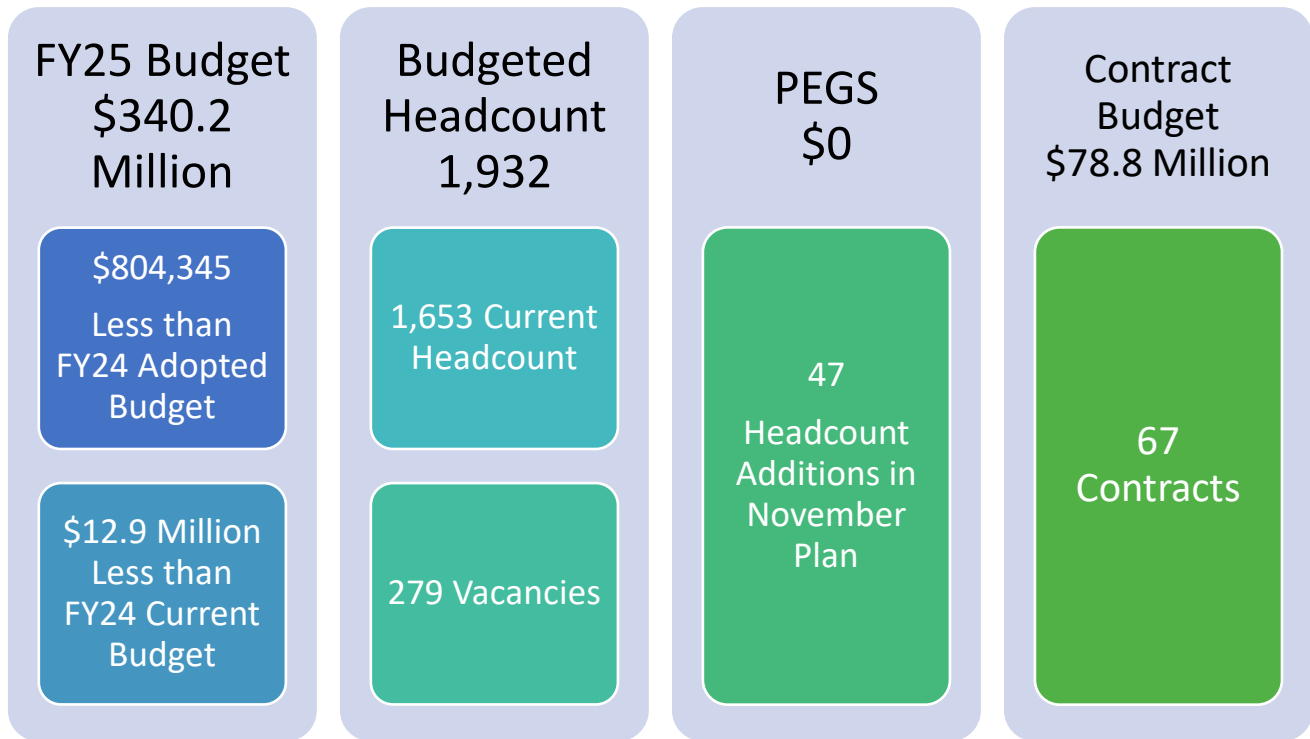 FY25 Budget
$340.2
Million
$804,345
Less than
FY24 Adopted
Budget
$12.9 Million
Less than
FY24 Current
Budget
Budgeted
Headcount
1,932
1,653 Current
Headcount
279 Vacancies
PEGS
$0
47
Headcount
Additions in
November
Plan
Contract
Budget
$78.8 Million
67
Contracts